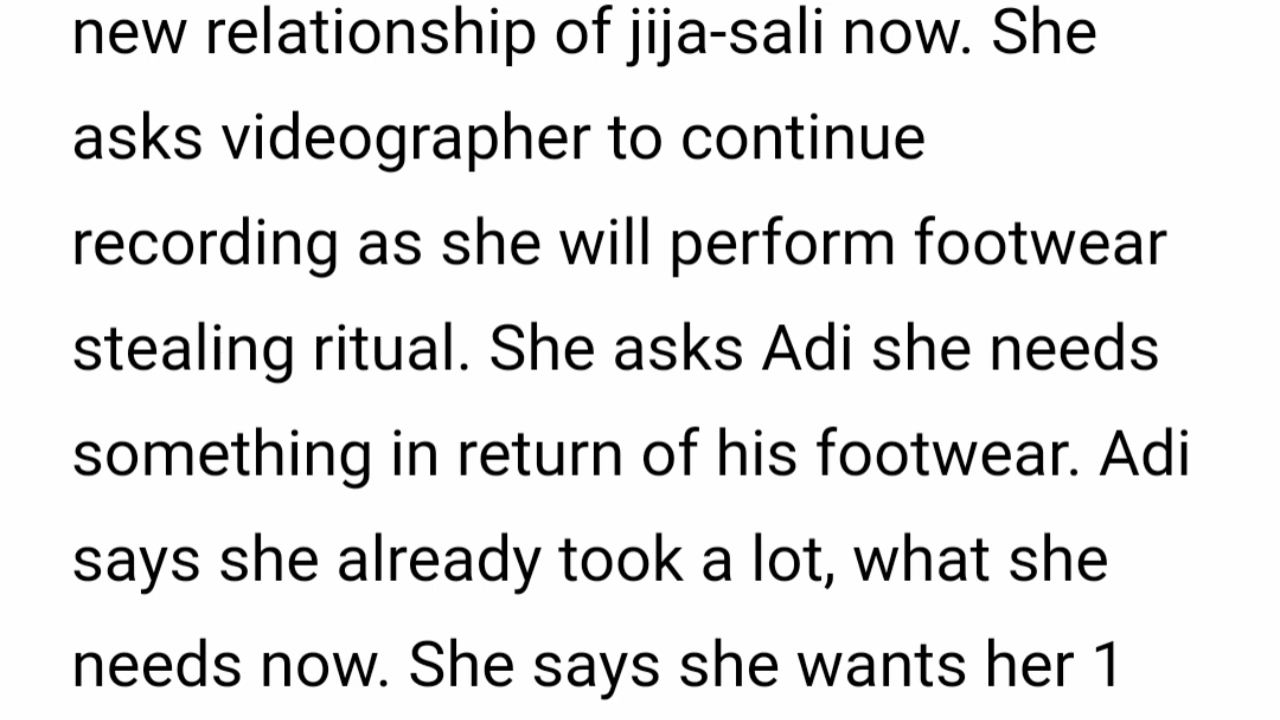 new relationship of jija-sali now. She
asks videographer to continue
recording as she will perform footwear
stealing ritual. She asks Adi she needs
something in return of his footwear. Adi
says she already took a lot, what she
needs now. She says she wants her 1